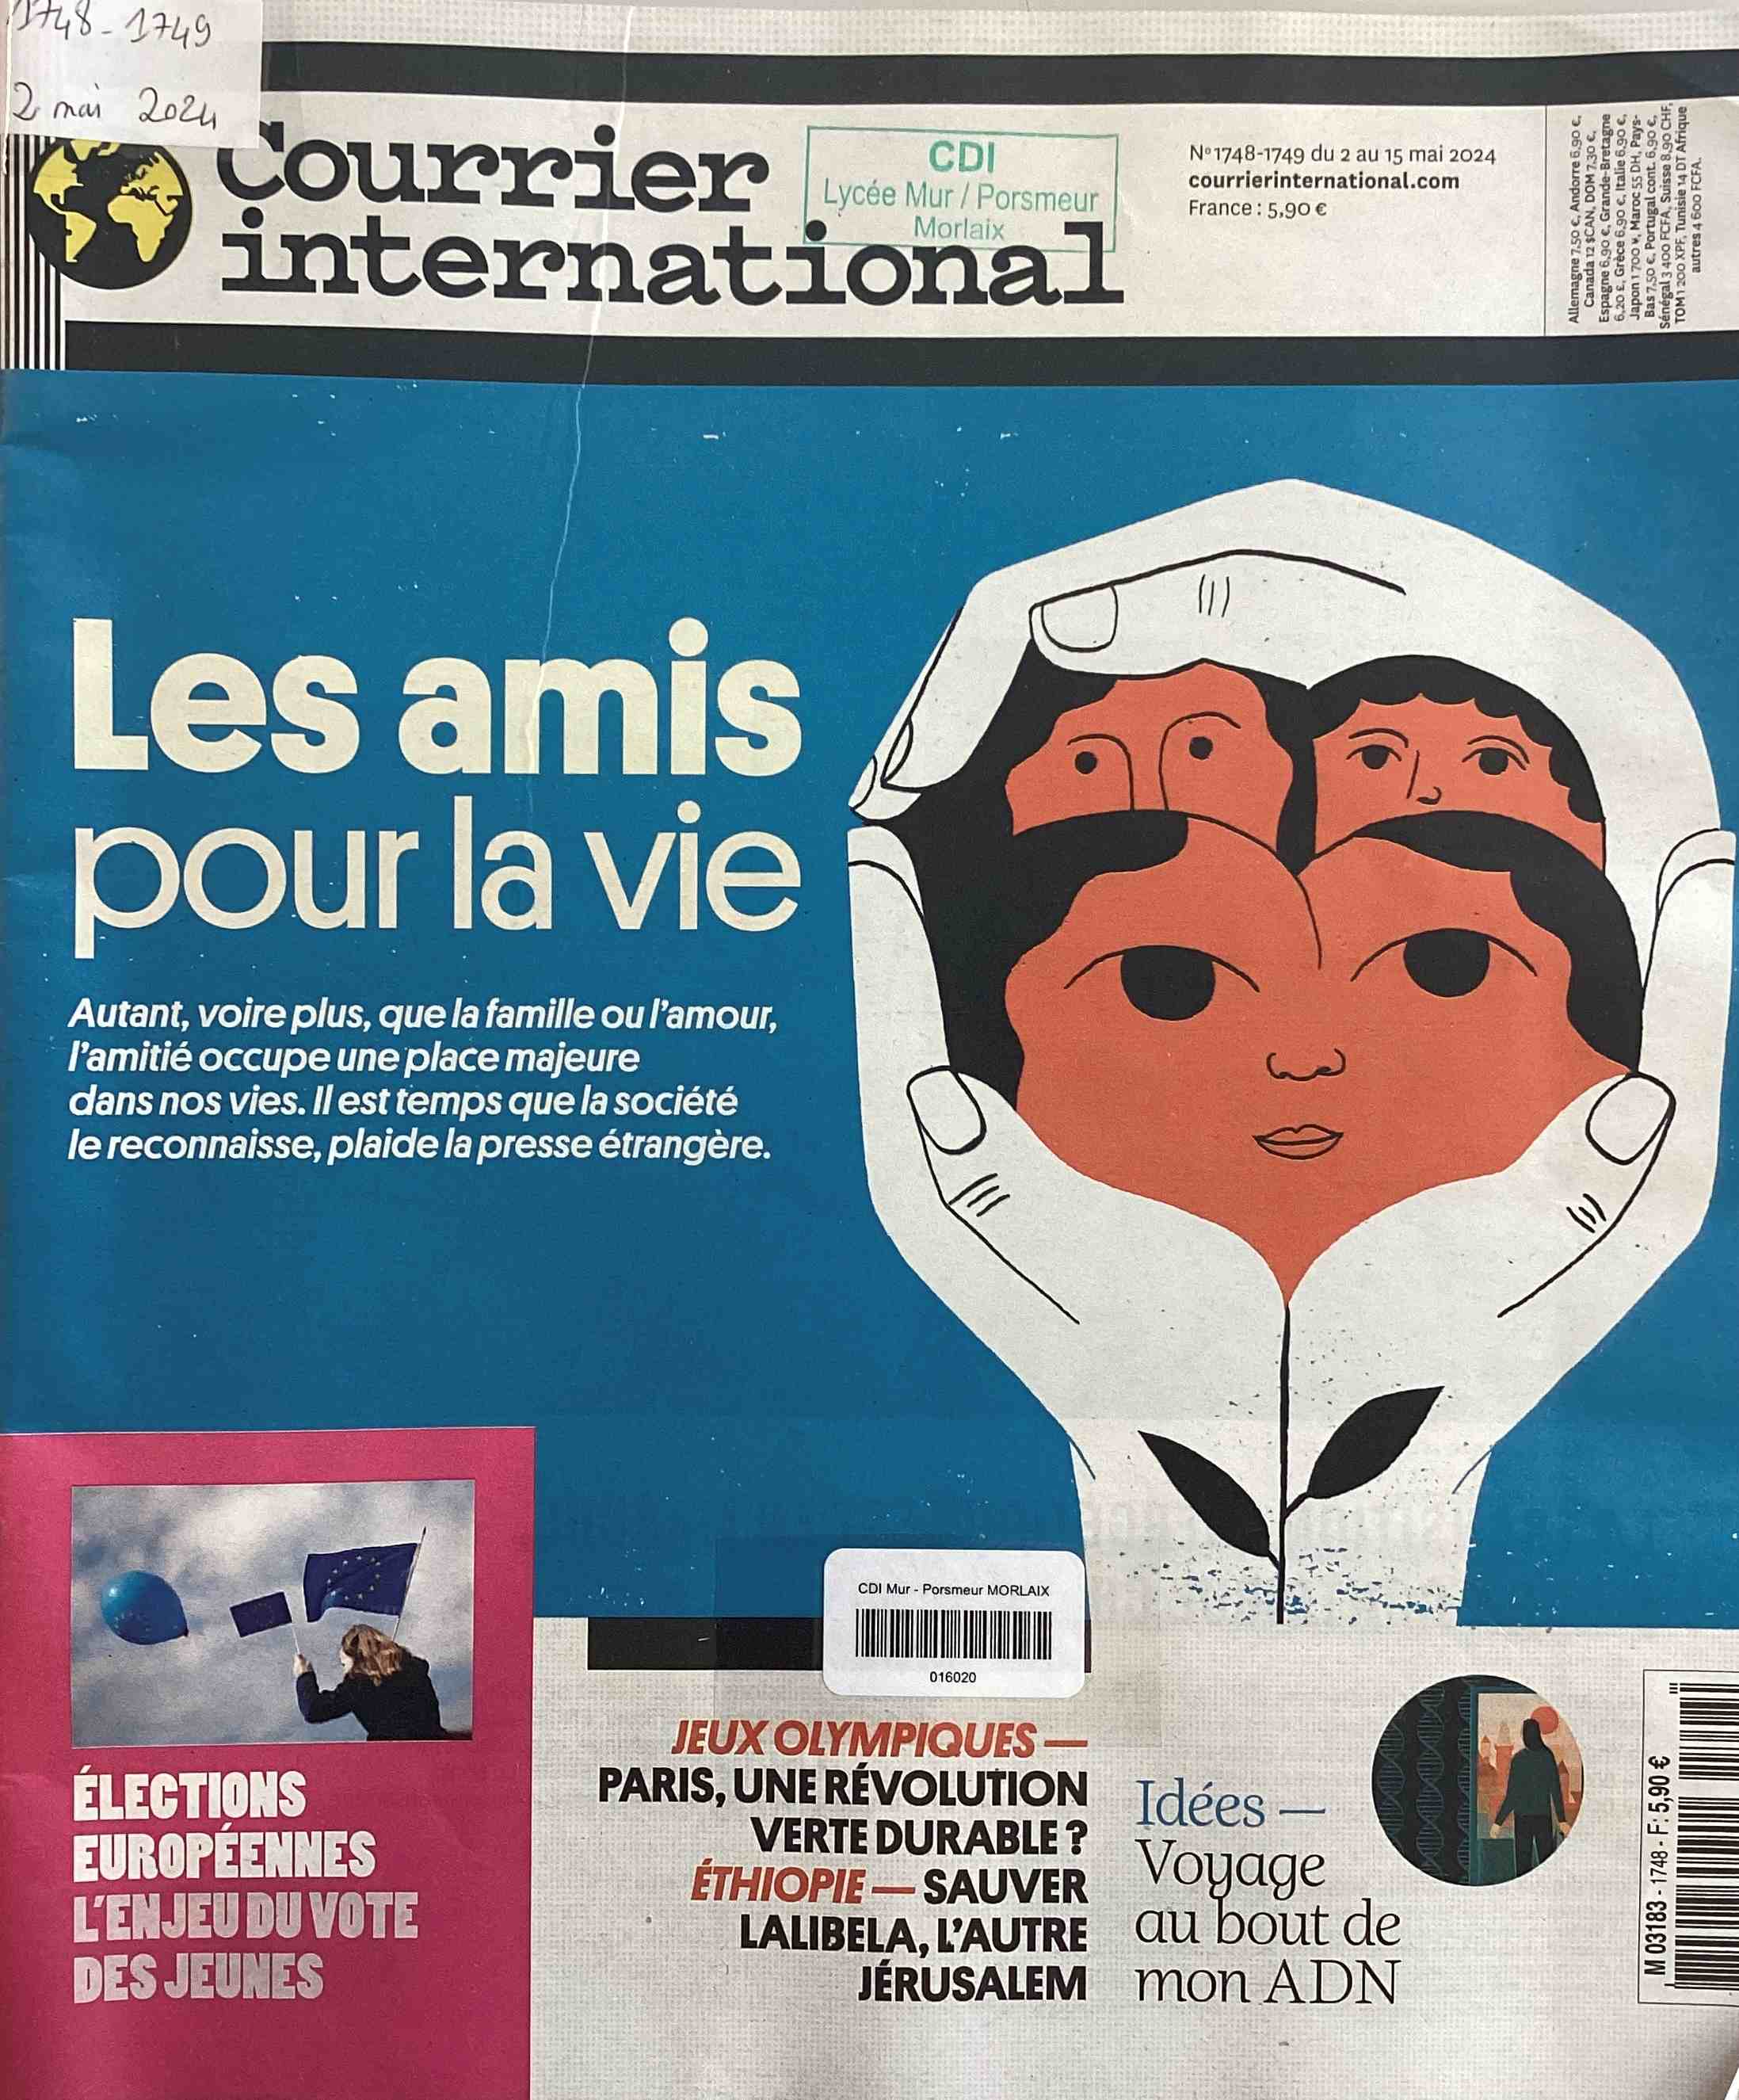 1748-1749
2 mai 2024
Courrier
international
CDI
Lycée Mur / Porsmeur
Morlaix
N° 1748-1749 du 2 au 15 mai 2024
courrierinternational.com
France : 5,90 €
Allemagne 7,50 €, Andorre 6,90 €,
Canada 12 $CAN, DOM 7,30 €,
Espagne 6,90 €, Grande-Bretagne
6,20 £, Grèce 6,90 €, Italie 6,90 €,
Japon 1 700 ¥, Maroc 55 DH, Pays-
Bas 7,50 €, Portugal cont. 6,90 €,
Sénégal 3 400 FCFA, Suisse 8,90 CHF,
TOM 1 200 XPF, Tunisie 14 DT Afrique
autres 4 600 FCFA.
Les amis
pour la vie
Autant, voire plus, que la famille ou l'amour,
l'amitié occupe une place majeure
dans nos vies. Il est temps que la société
le reconnaisse, plaide la presse étrangère.
ÉLECTIONS
EUROPÉENNES
L'ENJEU DU VOTE
DES JEUNES
CDI Mur - Porsmeur MORLAIX
016020
JEUX OLYMPIQUES —
PARIS, UNE RÉVOLUTION
VERTE DURABLE ?
ÉTHIOPIE — SAUVER
LALIBELA, L'AUTRE
JÉRUSALEM
Idées —
Voyage
au bout de
mon ADN
M 03183 - 1748 - F: 5,90 €